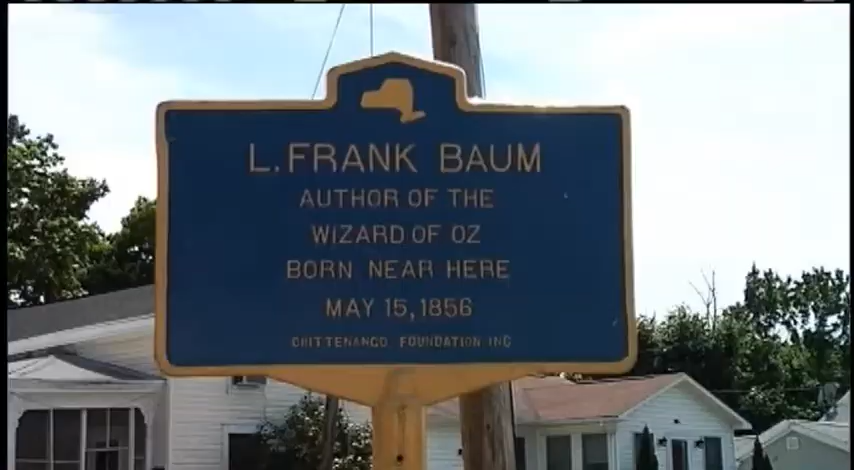 L. FRANK BAUM
AUTHOR OF THE
WIZARD OF OZ
BORN NEAR HERE
MAY 15, 1856
CHITTENANGO FOUNDATION INC